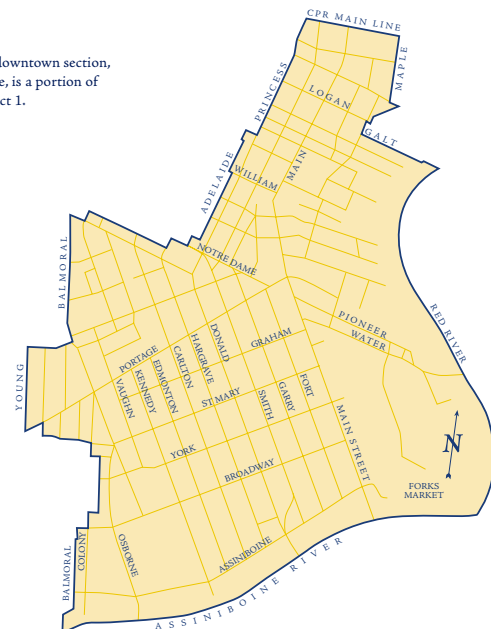 CPR MAIN LINE
downtown section,
, is a portion of
1.
MAPLE
PRINCESS
LOGAN
GALT
MAIN
WILLIAM
ADELAIDE
NOTRE DAME
BALMORAL
RED RIVER
PIONEER
WATER
DONALD
HARGRAVE
GRAHAM
CARLTON
PORTAGE
EDMONTON
KENNEDY
VAUGHN
YOUNG
FORT
GARRY
SMITH
ST MARY
MAIN STREET
YORK
BROADWAY
N
FORKS
MARKET
COLONY
OSBORNE
ASSINIBOINE
BALMORAL
ASSINIBOINE RIVER